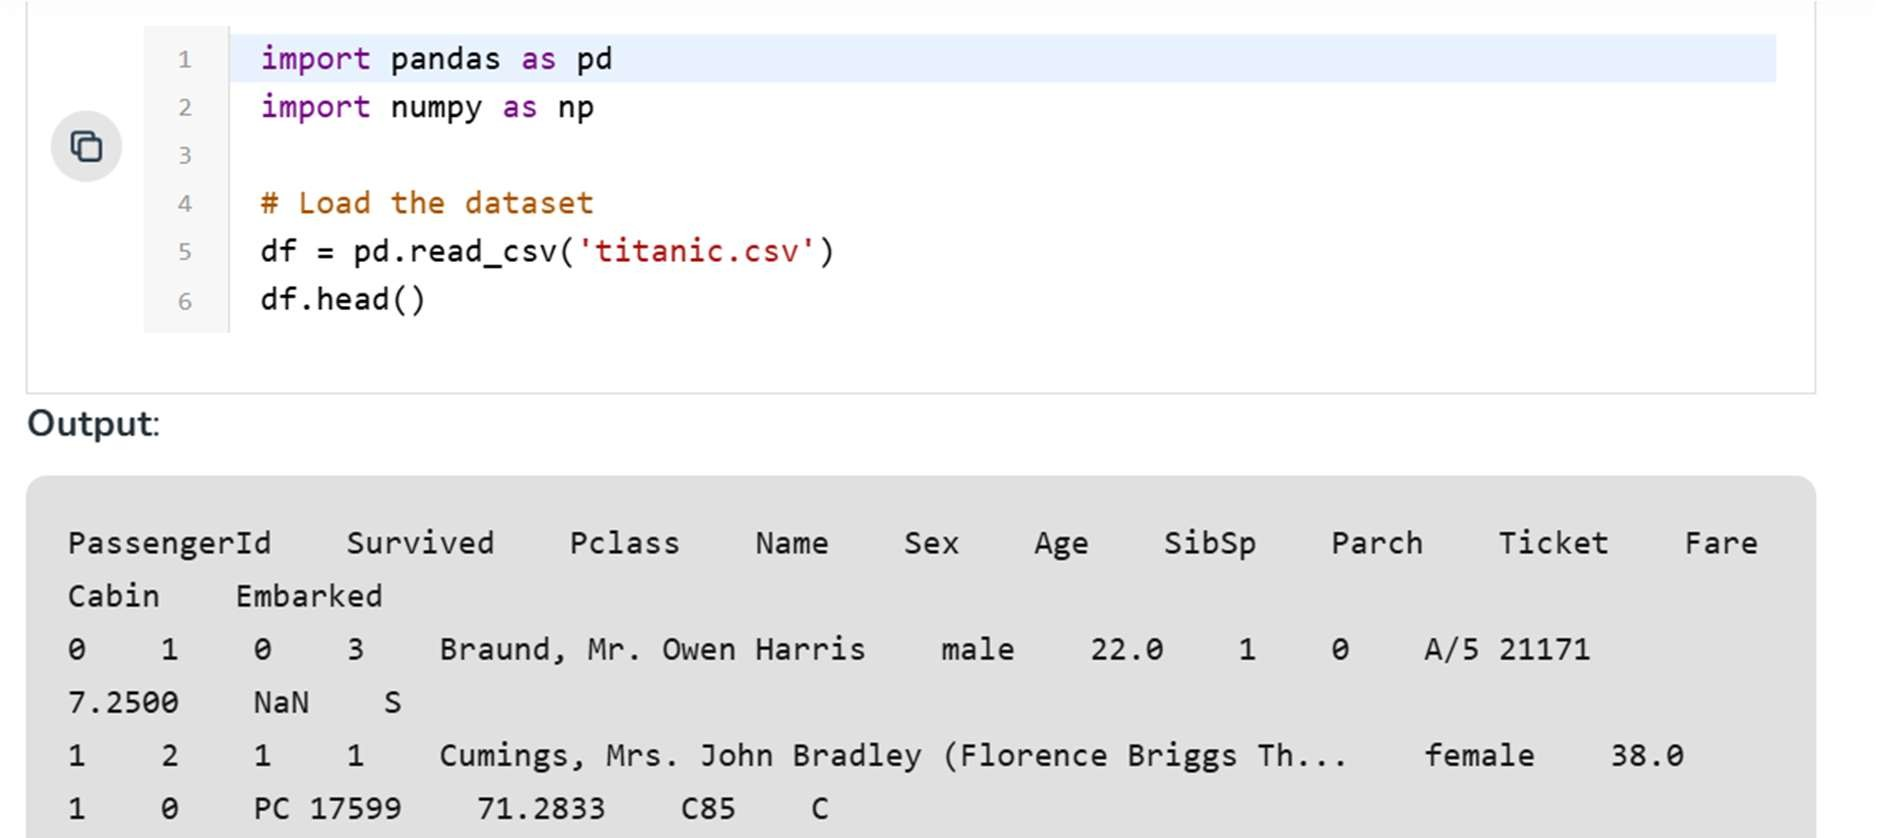 1 import pandas as pd
2 import numpy as np
3
4 # Load the dataset
5 df = pd.read_csv('titanic.csv')
6 df.head()
Output:
PassengerId    Survived    Pclass    Name    Sex    Age    SibSp    Parch    Ticket    Fare
Cabin    Embarked
0    1    0    3    Braund, Mr. Owen Harris    male    22.0    1    0    A/5 21171
7.2500    NaN    S
1    2    1    1    Cumings, Mrs. John Bradley (Florence Briggs Th...    female    38.0
1    0    PC 17599    71.2833    C85    C